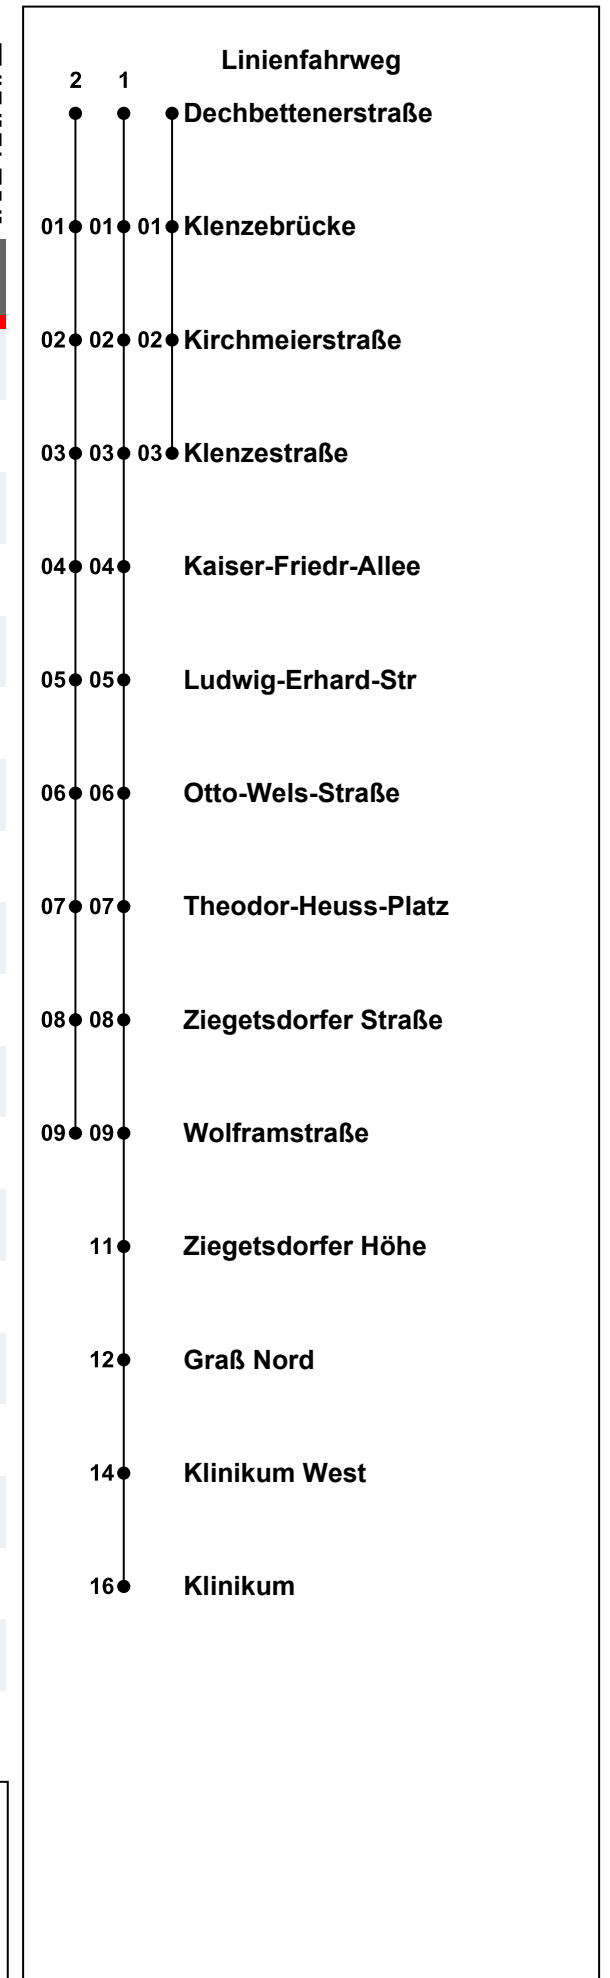 Linienfahrweg
2 1
Dechbettenerstraße
01 01 01 Klenzebrücke
02 02 02 Kirchmeierstraße
03 03 03 Klenzestraße
04 04 Kaiser-Friedr-Allee
05 05 Ludwig-Erhard-Str
06 06 Otto-Wels-Straße
07 07 Theodor-Heuss-Platz
08 08 Ziegetsdorfer Straße
09 09 Wolframstraße
11 Ziegetsdorfer Höhe
12 Graß Nord
14 Klinikum West
16 Klinikum